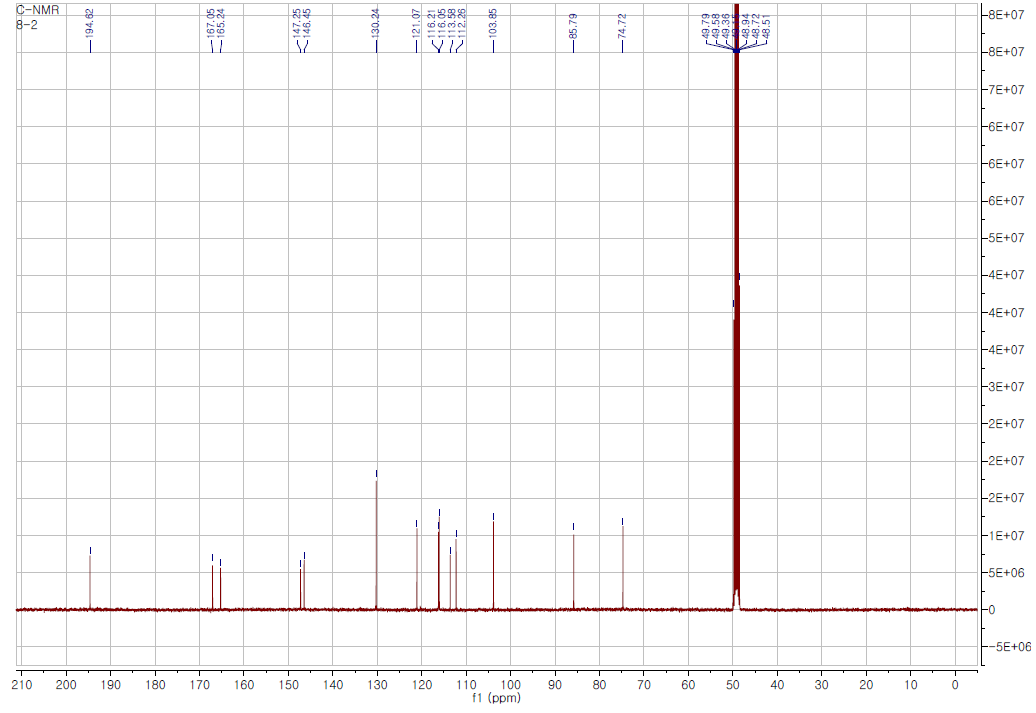 C-NMR
8-2
194.62
167.05
165.24
147.25
146.45
130.24
121.07
116.21
116.05
113.58
112.26
103.85
85.79
74.72
49.79
49.58
49.36
48.94
48.72
48.51
8E+07
8E+07
7E+07
6E+07
6E+07
6E+07
5E+07
4E+07
4E+07
4E+07
3E+07
2E+07
2E+07
2E+07
1E+07
5E+06
0
-5E+06
210 200 190 180 170 160 150 140 130 120 110 100 90 80 70 60 50 40 30 20 10 0
f1 (ppm)